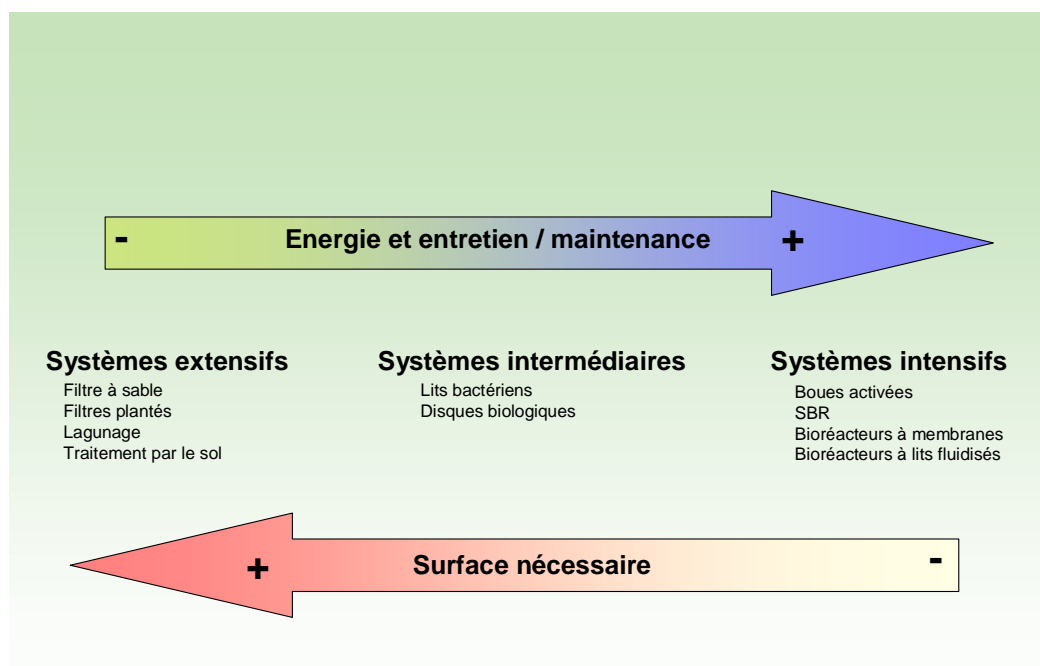 - Energie et entretien / maintenance +
Systèmes extensifs
Filtre à sable
Filtres plantés
Lagunage
Traitement par le sol
Systèmes intermédiaires
Lits bactériens
Disques biologiques
Systèmes intensifs
Boues activées
SBR
Bioréacteurs à membranes
Bioréacteurs à lits fluidisés
+ Surface nécessaire -